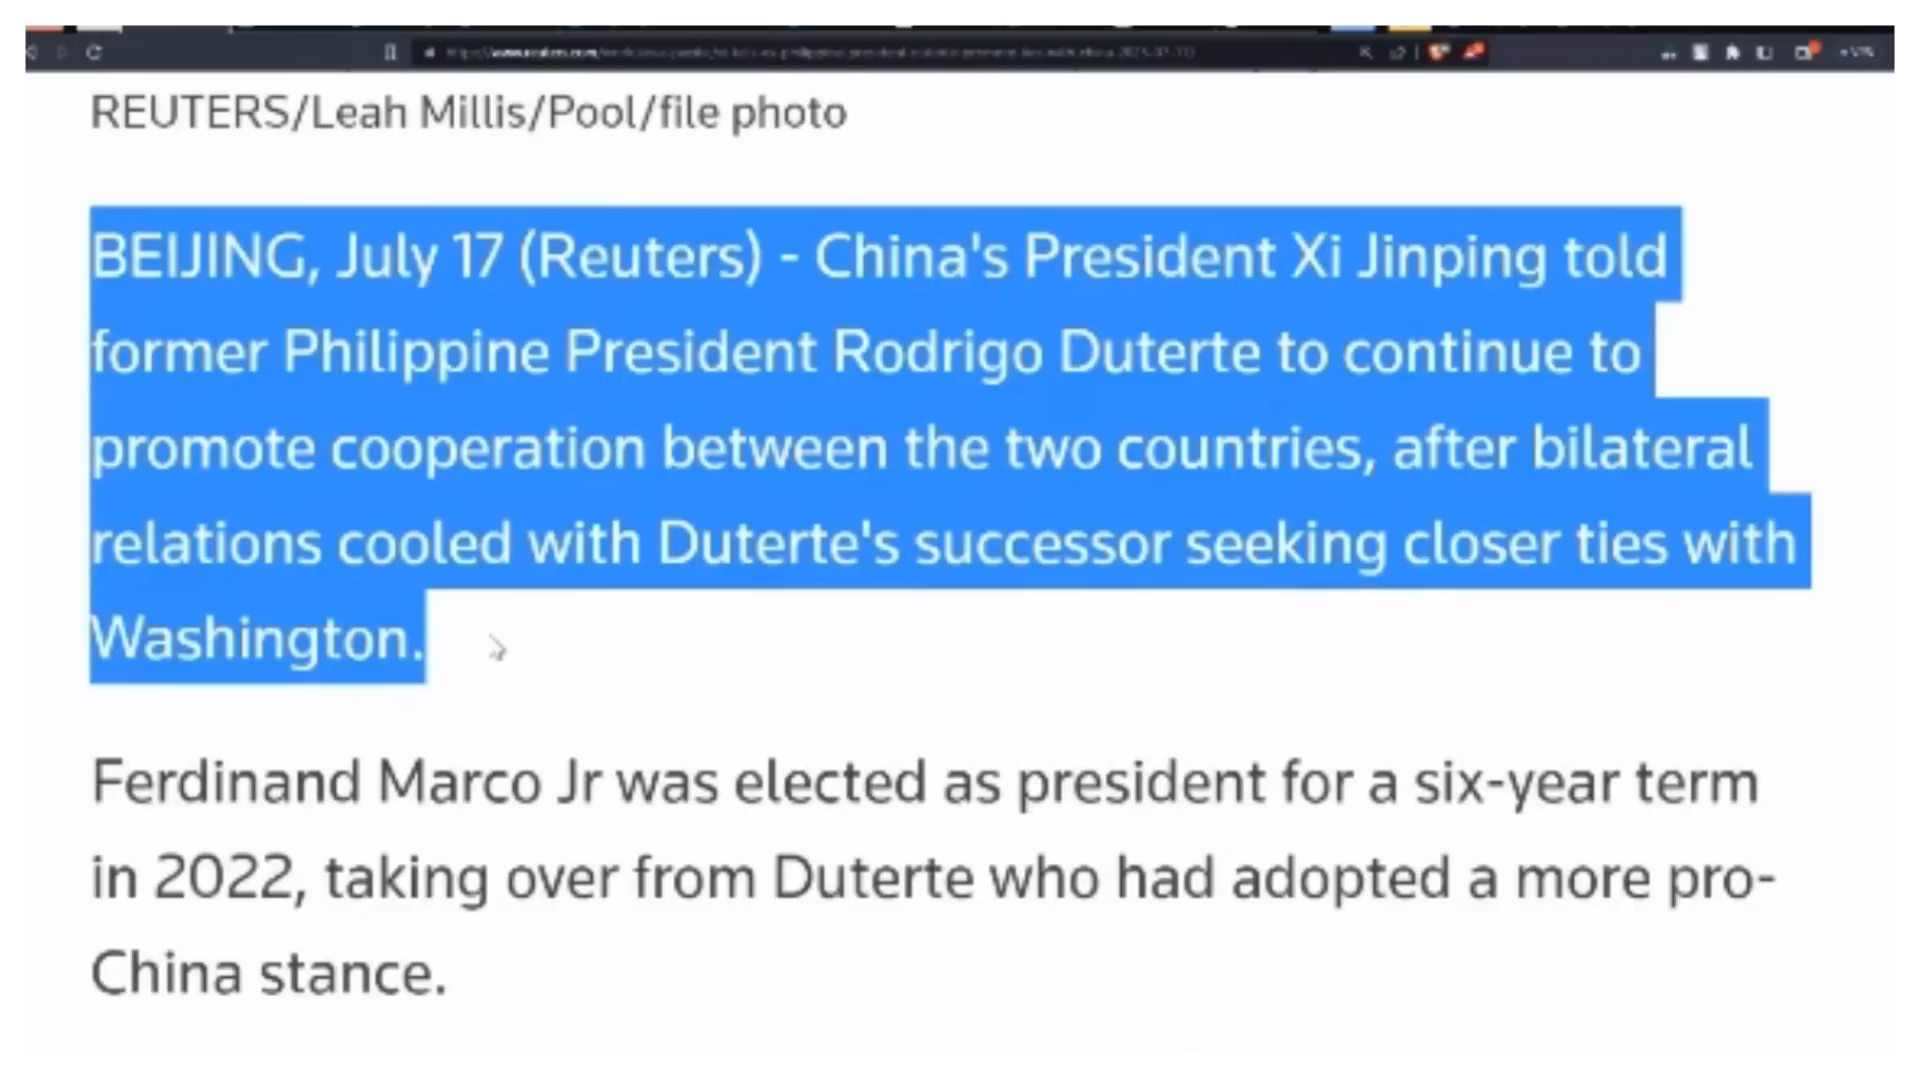 REUTERS/Leah Millis/Pool/file photo
BEIJING, July 17 (Reuters) - China's President Xi Jinping told
former Philippine President Rodrigo Duterte to continue to
promote cooperation between the two countries, after bilateral
relations cooled with Duterte's successor seeking closer ties with
Washington.
Ferdinand Marco Jr was elected as president for a six-year term
in 2022, taking over from Duterte who had adopted a more pro-
China stance.